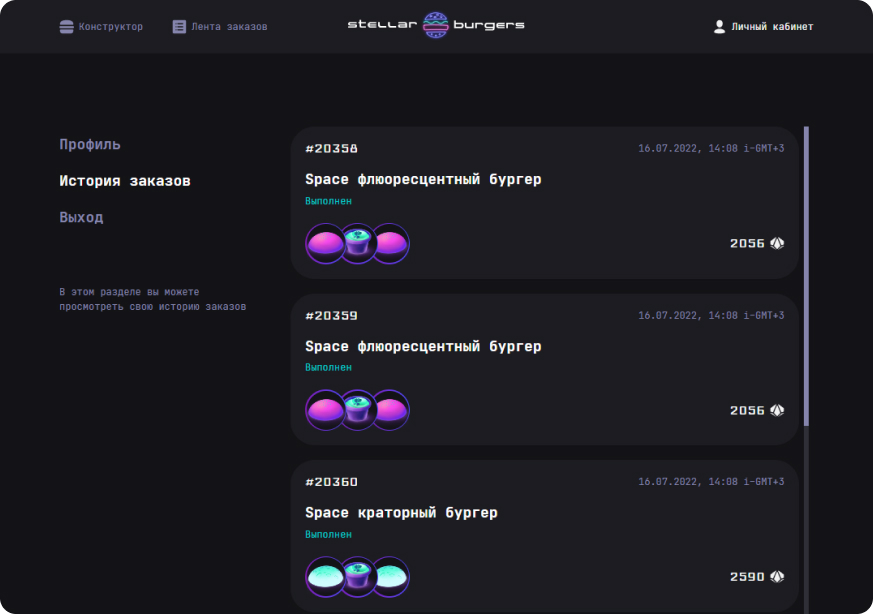 Конструктор
Лента заказов
stellar burgers
Личный кабинет
Профиль
История заказов
Выход
В этом разделе вы можете
просмотреть свою историю заказов
#20358
16.07.2022, 14:08 i-GMT+3
Space флюоресцентный бургер
Выполнен
2056
#20359
16.07.2022, 14:08 i-GMT+3
Space флюоресцентный бургер
Выполнен
2056
#20360
16.07.2022, 14:08 i-GMT+3
Space краторный бургер
Выполнен
2590